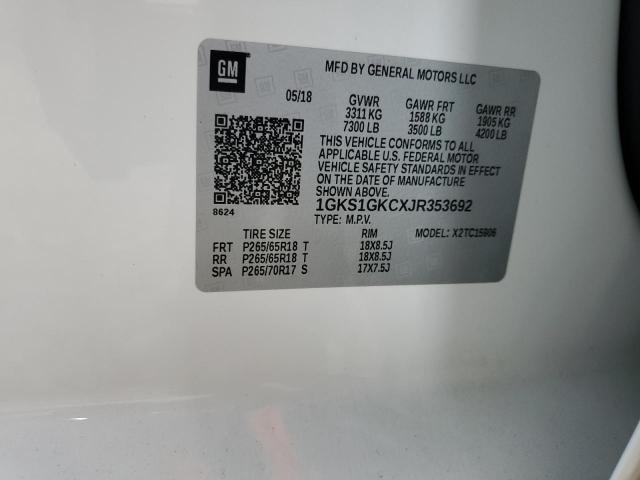 GM
MFD BY GENERAL MOTORS LLC
05/18
GVWR GAWR FRT GAWR RR
3311 KG 1588 KG 1905 KG
7300 LB 3500 LB 4200 LB
THIS VEHICLE CONFORMS TO ALL
APPLICABLE U.S. FEDERAL MOTOR
VEHICLE SAFETY STANDARDS IN EFFECT
ON THE DATE OF MANUFACTURE
SHOWN ABOVE.
8624
1GKS1GKCXJR353692
TYPE: M.P.V. MODEL: X2TC15906
TIRE SIZE RIM
FRT P265/65R18 T 18X8.5J
RR P265/65R18 T 18X8.5J
SPA P265/70R17 S 17X7.5J